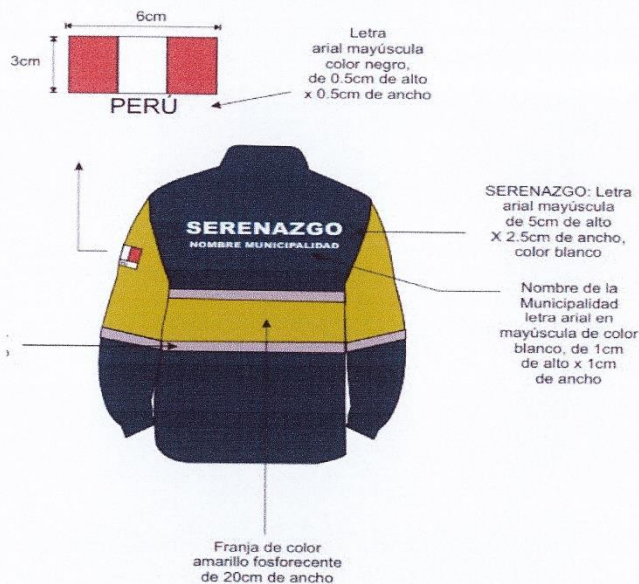 6cm
3cm
PERÚ
Letra
arial mayúscula
color negro,
de 0.5cm de alto
x 0.5cm de ancho
SERENAZGO
NOMBRE MUNICIPALIDAD
SERENAZGO: Letra
arial mayúscula
de 5cm de alto
X 2.5cm de ancho,
color blanco
Nombre de la
Municipalidad
letra arial en
mayúscula de color
blanco, de 1cm
de alto x 1cm
de ancho
Franja de color
amarillo fosforecente
de 20cm de ancho